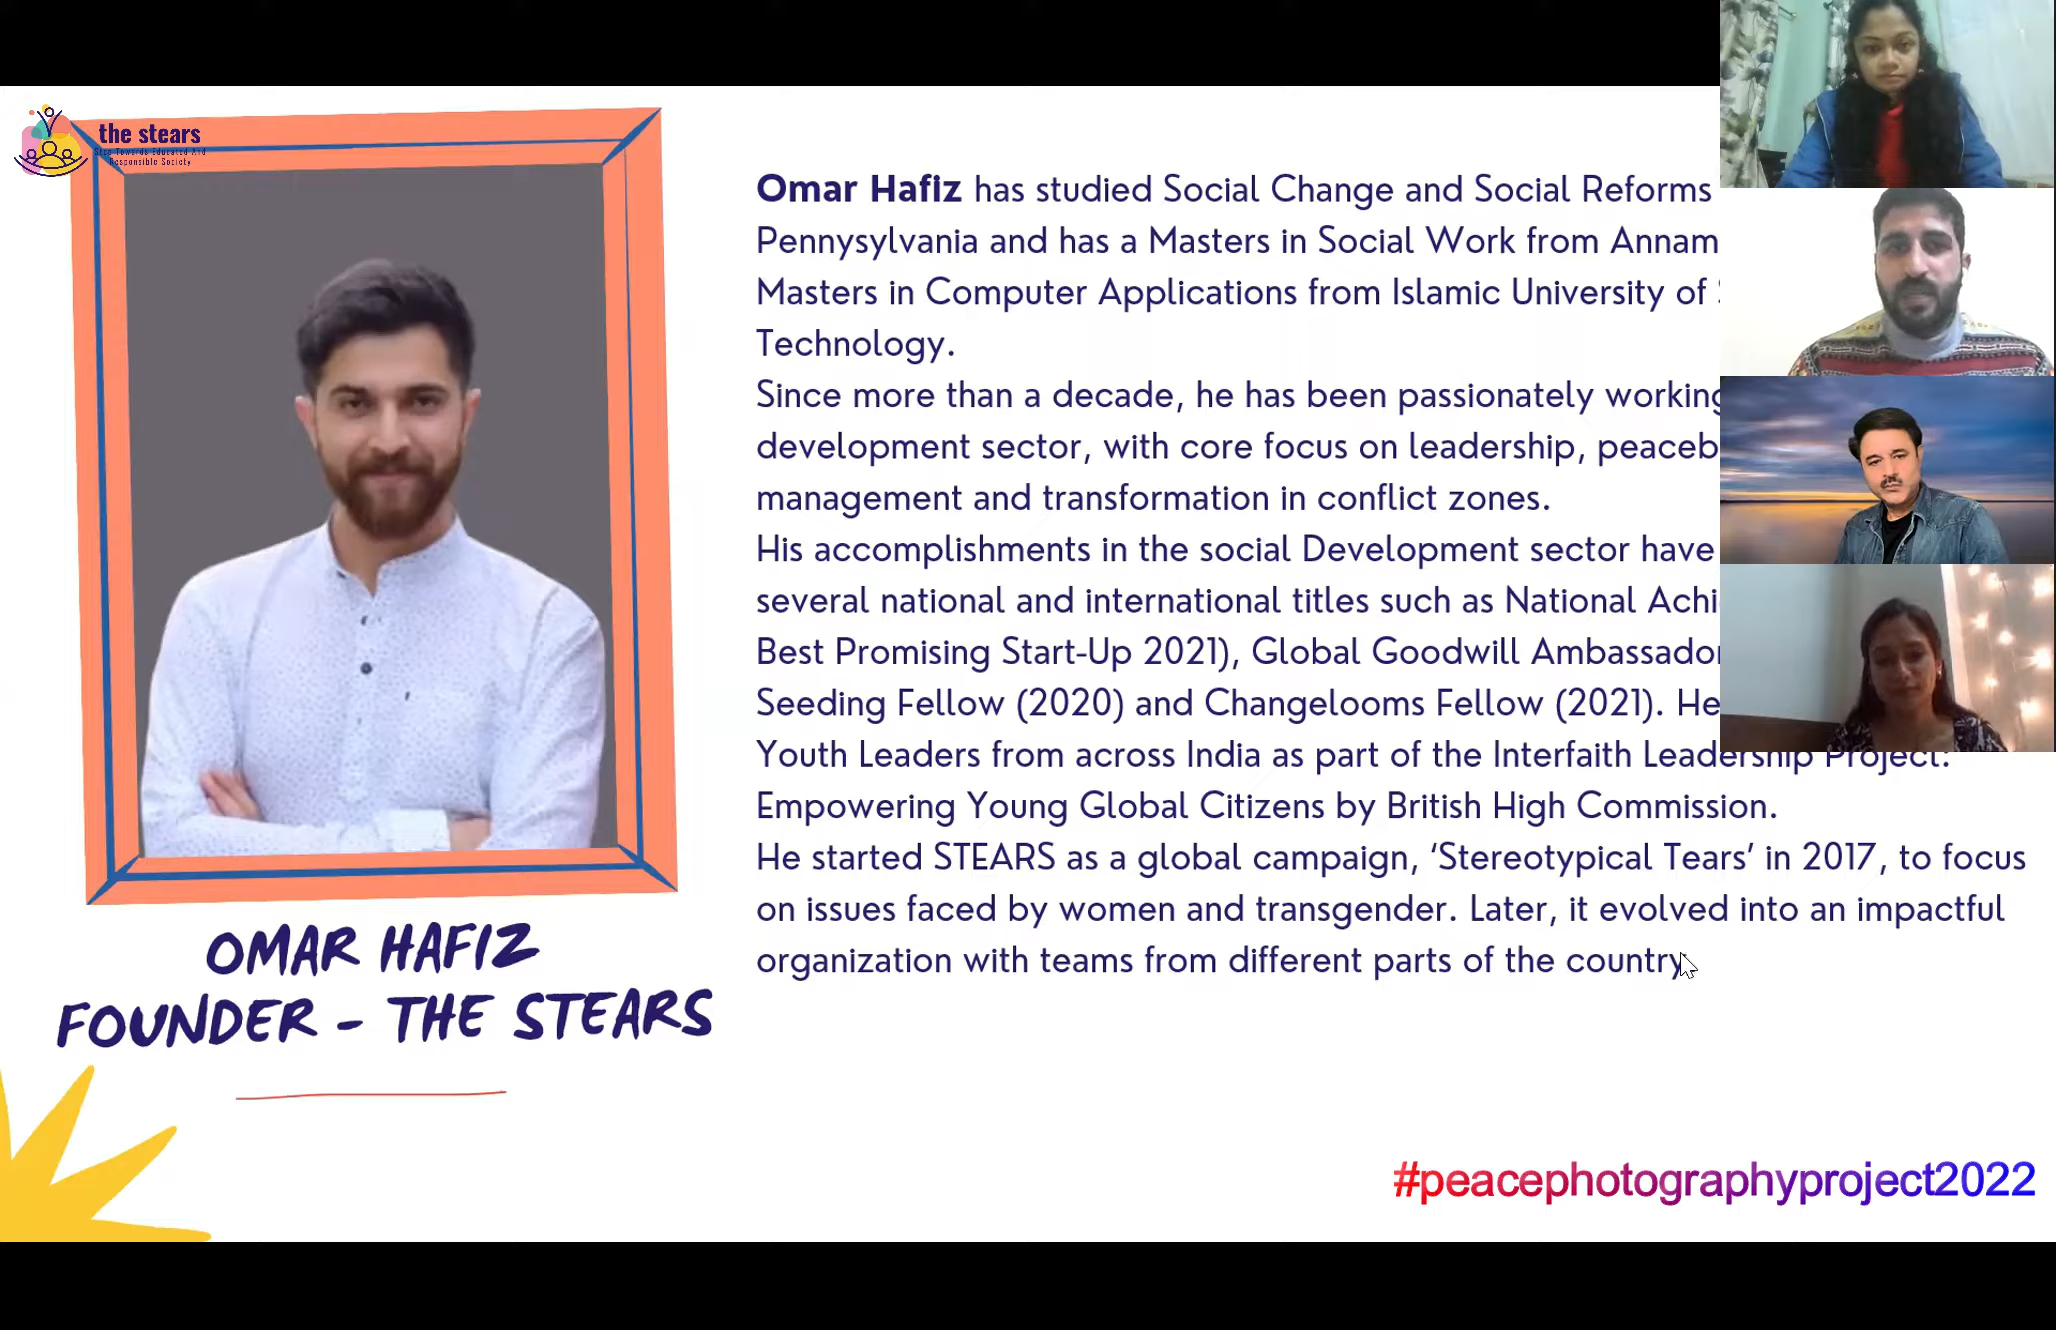 the stears
Step Towards Educated And
Responsible Society
Omar Hafiz has studied Social Change and Social Reforms
Pennysylvania and has a Masters in Social Work from
Masters in Computer Applications from Islamic University of
Technology.
Since more than a decade, he has been passionately working
development sector, with core focus on leadership,
management and transformation in conflict zones.
His accomplishments in the social Development sector have
several national and international titles such as National
Best Promising Start-Up 2021), Global Goodwill Ambassador
Seeding Fellow (2020) and Changelooms Fellow (2021). He
Youth Leaders from across India as part of the Interfaith Leadership Project:
Empowering Young Global Citizens by British High Commission.
He started STEARS as a global campaign, ‘Stereotypical Tears’ in 2017, to focus
on issues faced by women and transgender. Later, it evolved into an impactful
organization with teams from different parts of the country
OMAR HAFIZ
FOUNDER - THE STEARS
#peacephotographyproject2022